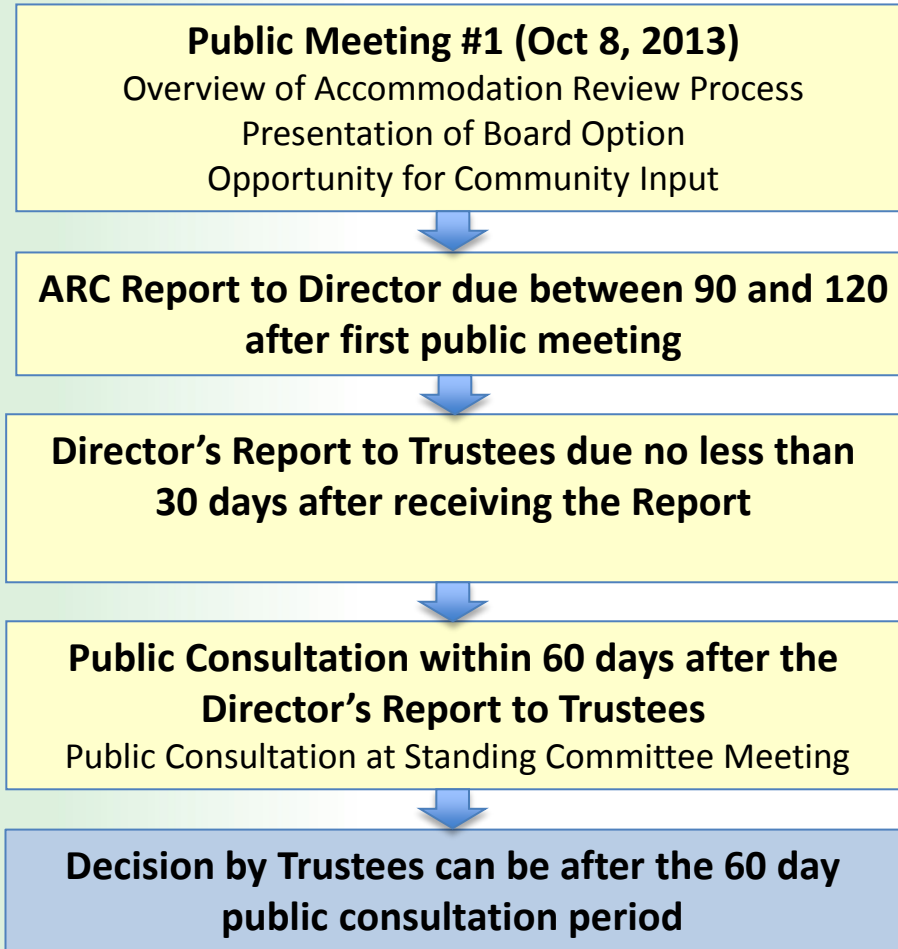 Public Meeting #1 (Oct 8, 2013)
Overview of Accommodation Review Process
Presentation of Board Option
Opportunity for Community Input
ARC Report to Director due between 90 and 120
after first public meeting
Director’s Report to Trustees due no less than
30 days after receiving the Report
Public Consultation within 60 days after the
Director’s Report to Trustees
Public Consultation at Standing Committee Meeting
Decision by Trustees can be after the 60 day
public consultation period